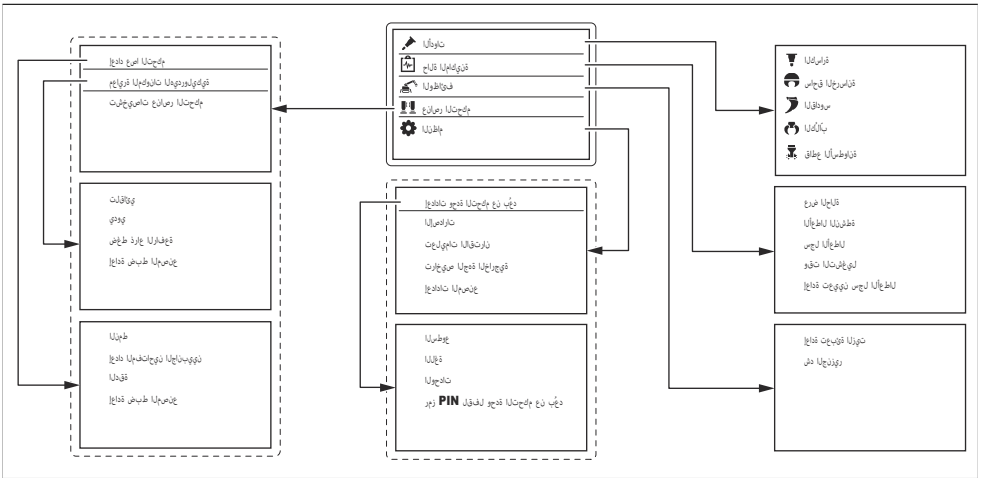 الأدوات
حالة الماكينة
الوظائف
عناصر التحكم
النظام
الكسارة
ساحق الخرسانة
القادوس
الكلّاب
قاطع الأسطوانة
عرض الحالة
الأعطال النشطة
سجل الأعطال
وقت التشغيل
إعادة تعيين سجل الأعطال
إعادة تعبئة الزيت
شد الجنزير
إعدادات وحدة التحكم عن بُعد
الإصدارات
تعليمات الاقتران
تراخيص الجهة الخارجية
إعدادات المصنع
السطوع
اللغة
الوحدات
رمز PIN لقفل وحدة التحكم عن بُعد
إعداد عصا التحكم
معايرة المكونات الهيدروليكية
تشخيصات عناصر التحكم
تلقائي
يدوي
ضغط ذراع الرافعة
إعادة ضبط المصنع
النمط
إعداد المفتاحين الجانبيين
الدقة
إعادة ضبط المصنع